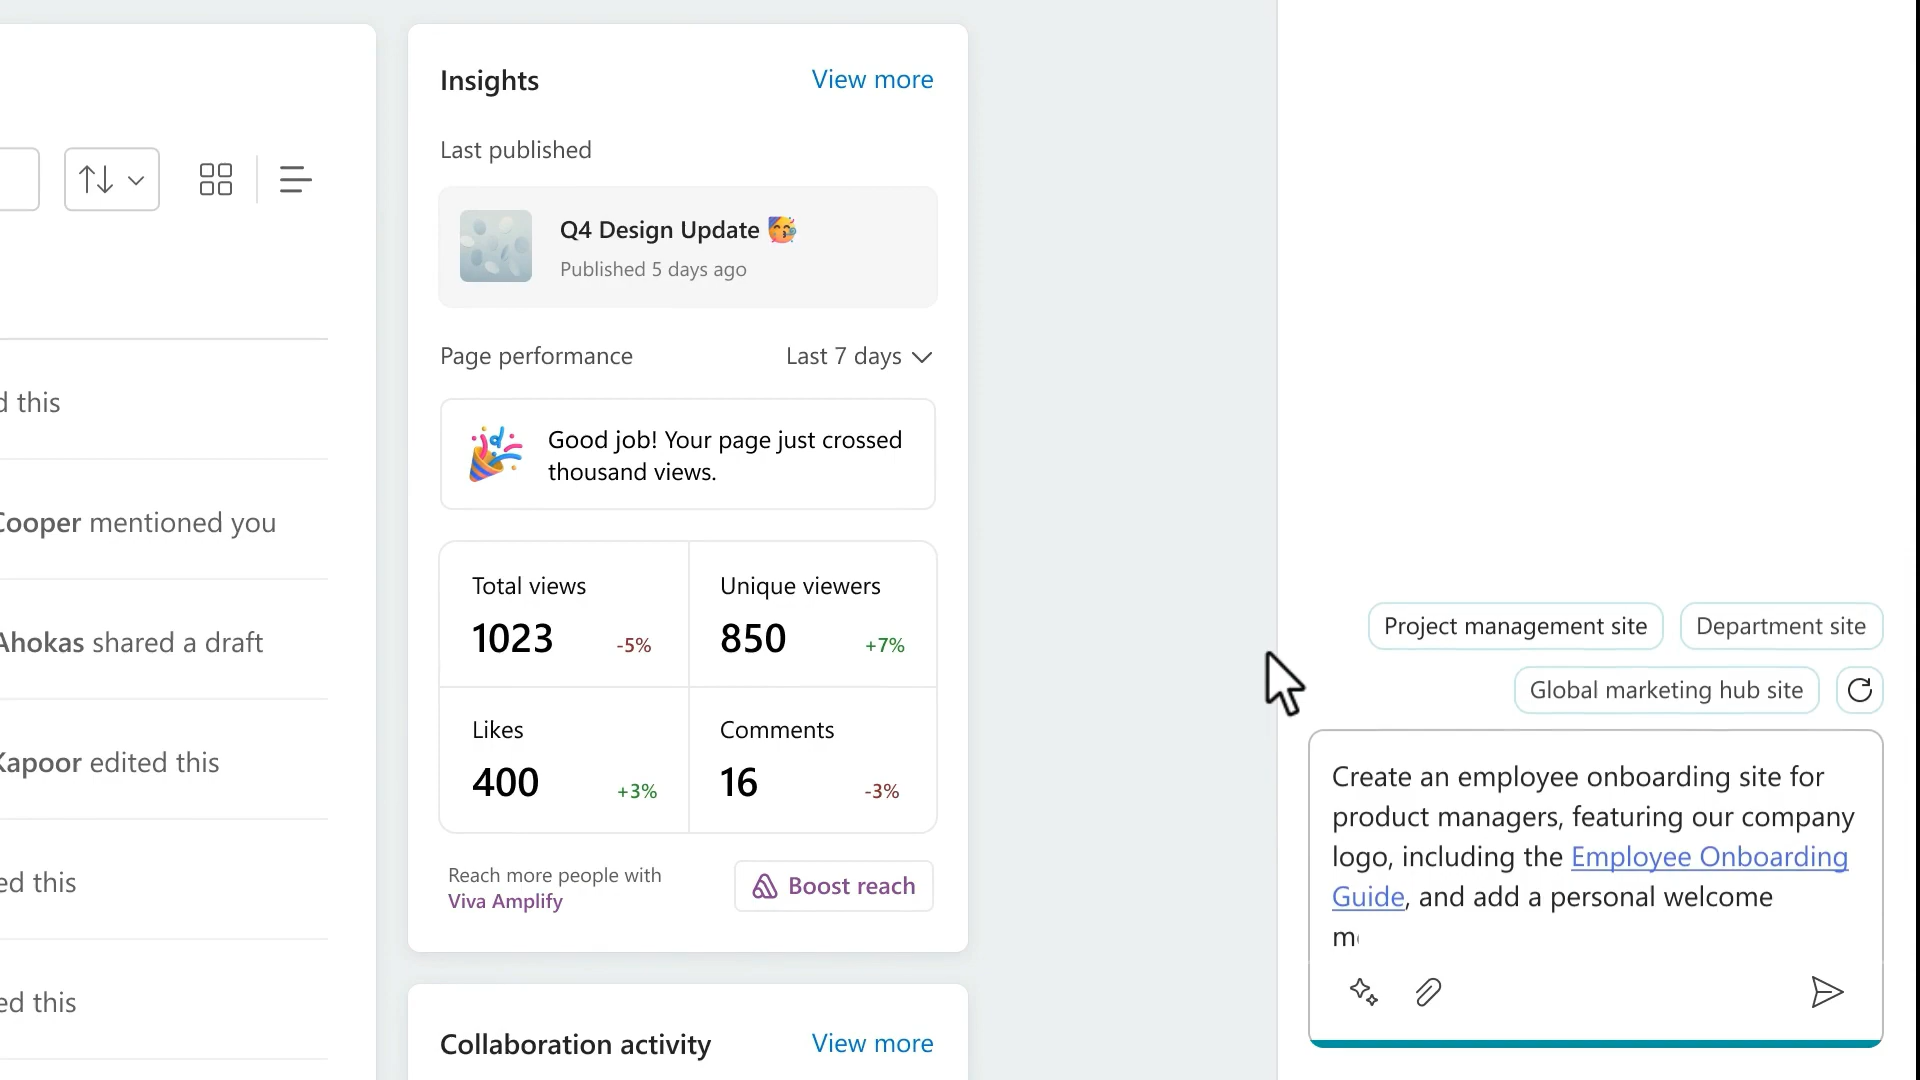 d this
Cooper mentioned you
Ahokas shared a draft
Kapoor edited this
ed this
ed this
Insights
View more
Last published
Q4 Design Update
Published 5 days ago
Page performance
Last 7 days
Good job! Your page just crossed
thousand views.
Total views
1023
-5%
Unique viewers
850
+7%
Likes
400
+3%
Comments
16
-3%
Reach more people with
Viva Amplify
Boost reach
Collaboration activity
View more
Project management site
Department site
Global marketing hub site
Create an employee onboarding site for
product managers, featuring our company
logo, including the Employee Onboarding
Guide, and add a personal welcome
m